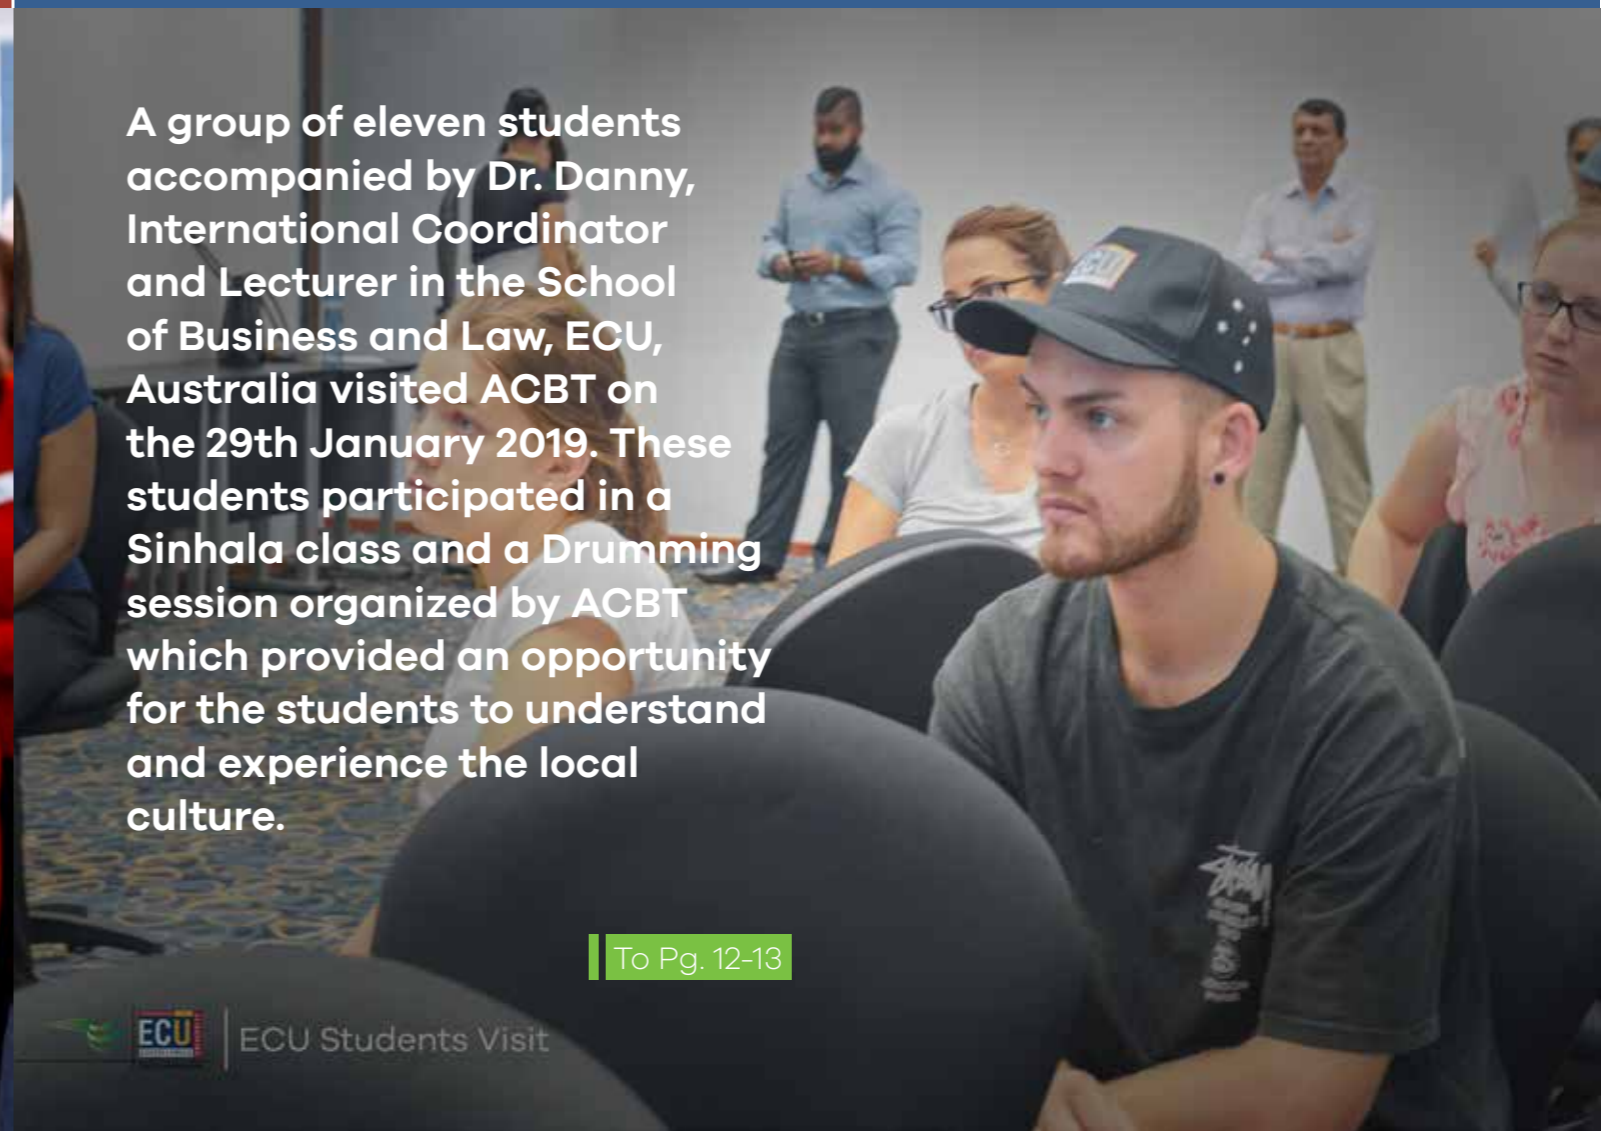 A group of eleven students
accompanied by Dr. Danny,
International Coordinator
and Lecturer in the School
of Business and Law, ECU,
Australia visited ACBT on
the 29th January 2019. These
students participated in a
Sinhala class and a Drumming
session organized by ACBT
which provided an opportunity
for the students to understand
and experience the local
culture.
ECU
To Pg. 12-13
ECU
ECU Students Visit